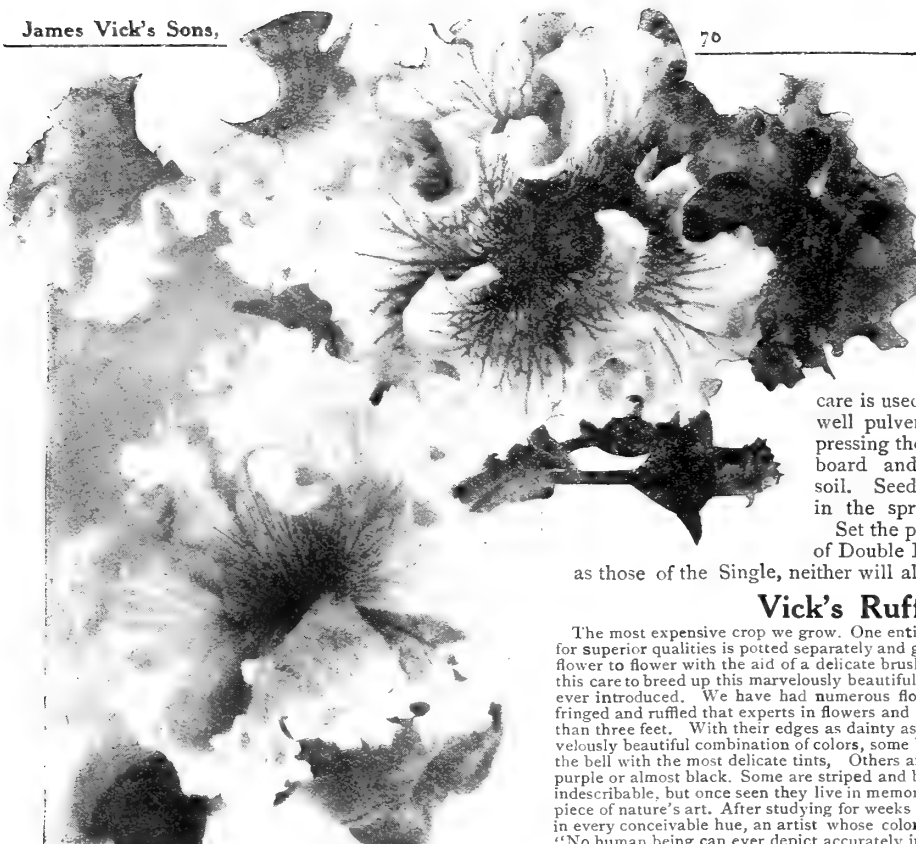 James Vick's Sons,
70
care is used
well pulver
pressing the
board and
soil. Seed
in the spr
Set the p
of Double
as those of the Single, neither will al
Vick's Ruff
The most expensive crop we grow. One enti
for superior qualities is potted separately and g
flower to flower with the aid of a delicate brush
this care to breed up this marvelously beautiful
ever introduced. We have had numerous flo
fringed and ruffled that experts in flowers and
than three feet. With their edges as dainty as
velously beautiful combination of colors, some
the bell with the most delicate tints, Others a
purple or almost black. Some are striped and b
indescribable, but once seen they live in memor
piece of nature's art. After studying for weeks
in every conceivable hue, an artist whose color
"No human being can ever depict accurately i